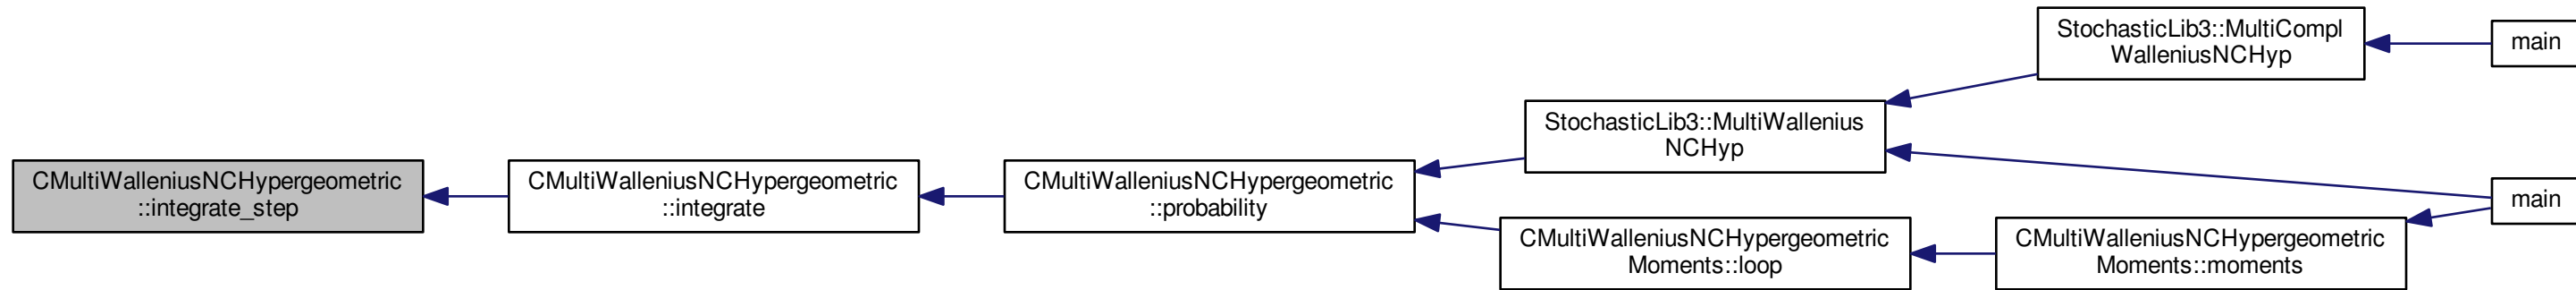 CMultiWalleniusNCHypergeometric
::integrate_step
CMultiWalleniusNCHypergeometric
::integrate
CMultiWalleniusNCHypergeometric
::probability
StochasticLib3::MultiWallenius
NCHyp
StochasticLib3::MultiCompl
WalleniusNCHyp
main
main
CMultiWalleniusNCHypergeometric
Moments::loop
CMultiWalleniusNCHypergeometric
Moments::moments